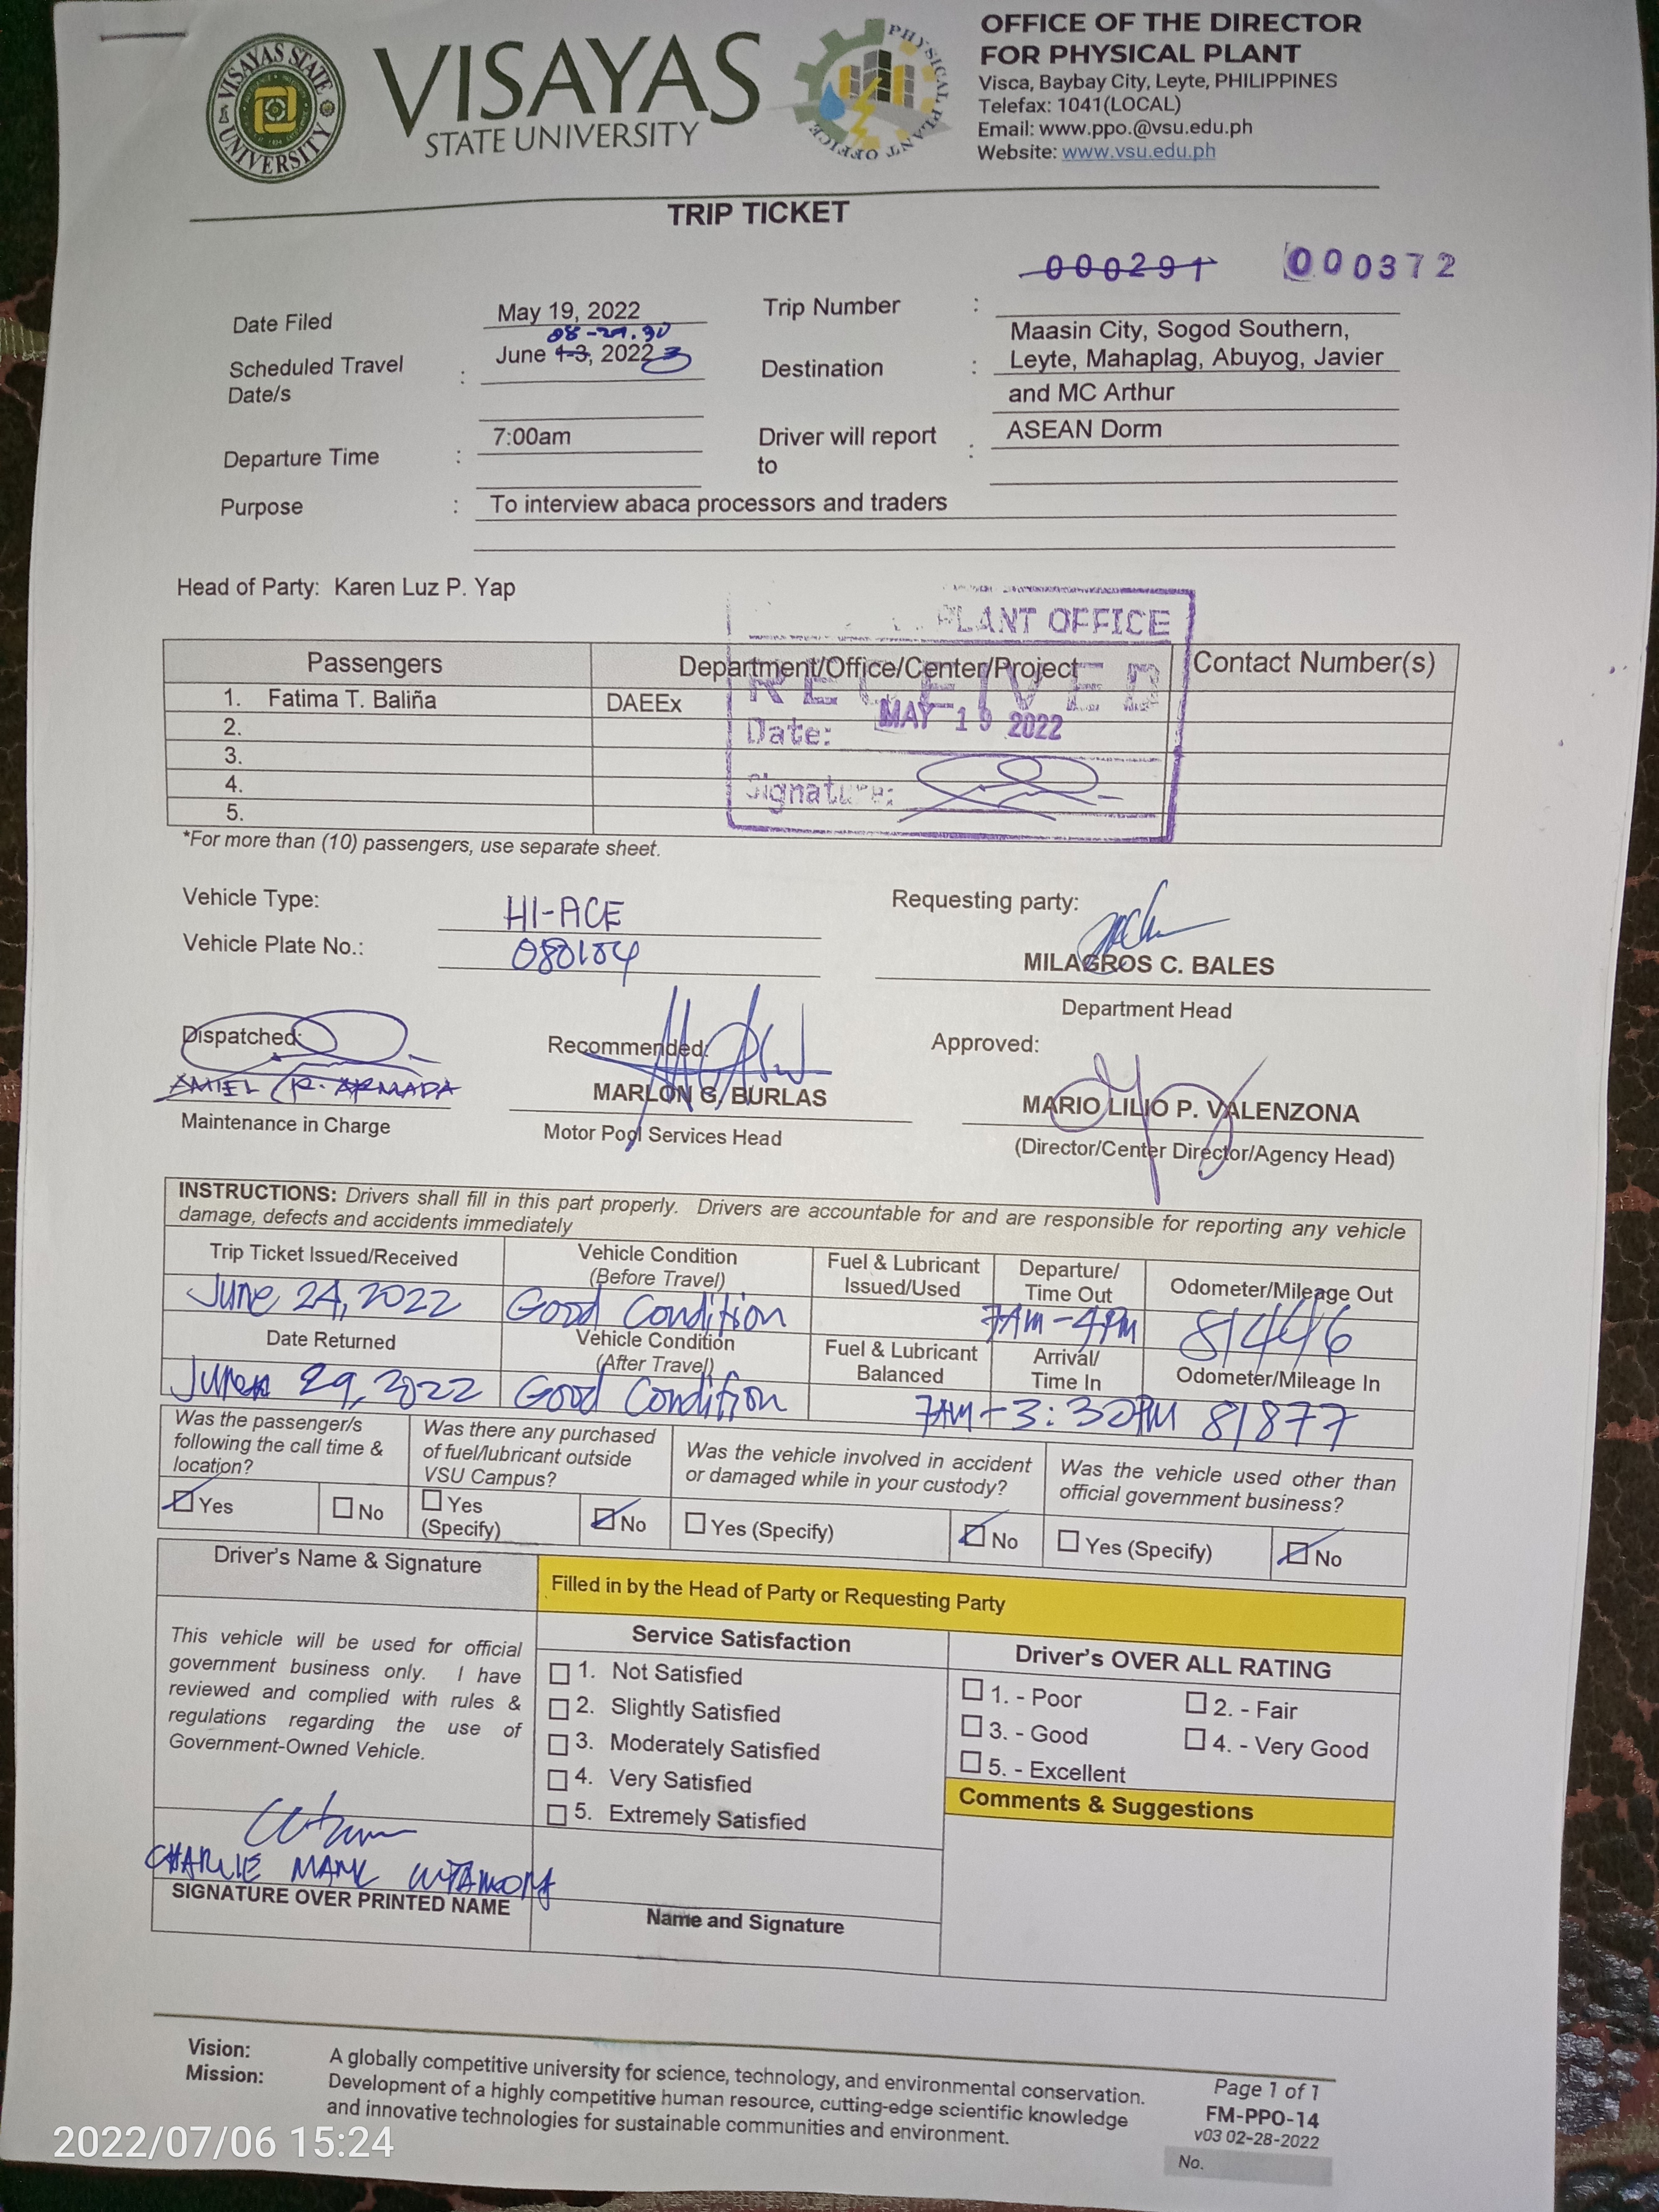 VISAYAS STATE UNIVERSITY
VISAYAS
STATE UNIVERSITY
PHYSICAL PLANT OFFICE
OFFICE OF THE DIRECTOR
FOR PHYSICAL PLANT
Visca, Baybay City, Leyte, PHILIPPINES
Telefax: 1041(LOCAL)
Email: www.ppo.@vsu.edu.ph
Website: www.vsu.edu.ph
TRIP TICKET
000291 000372
Date Filed May 19, 2022 Trip Number :
Scheduled Travel Date/s : June 1-3, 2022
Destination : Maasin City, Sogod Southern,
Leyte, Mahaplag, Abuyog, Javier
and MC Arthur
Departure Time : 7:00am Driver will report to : ASEAN Dorm
Purpose : To interview abaca processors and traders
Head of Party: Karen Luz P. Yap
PLANT OFFICE
RECEIVED
Date: MAY 19 2022
Signature:
Passengers Department/Office/Center/Project Contact Number(s)
1. Fatima T. Baliña DAEEx
2.
3.
4.
5.
*For more than (10) passengers, use separate sheet.
Vehicle Type: HI-ACE Requesting party:
Vehicle Plate No.: 080104
MILAGROS C. BALES
Department Head
Dispatched: Recommended: Approved:
AMIEL R. ARMADA MARLON G. BURLAS MARIO LILIO P. VALENZONA
Maintenance in Charge Motor Pool Services Head (Director/Center Director/Agency Head)
INSTRUCTIONS: Drivers shall fill in this part properly. Drivers are accountable for and are responsible for reporting any vehicle
damage, defects and accidents immediately
Trip Ticket Issued/Received Vehicle Condition (Before Travel) Fuel & Lubricant Issued/Used Departure/ Time Out Odometer/Mileage Out
June 24, 2022 Good Condition 7AM-4PM 81446
Date Returned Vehicle Condition (After Travel) Fuel & Lubricant Balanced Arrival/ Time In Odometer/Mileage In
June 29, 2022 Good Condition 7AM-3:30PM 81877
Was the passenger/s following the call time & location?
Was there any purchased of fuel/lubricant outside VSU Campus?
Was the vehicle involved in accident or damaged while in your custody?
Was the vehicle used other than official government business?
Yes No Yes (Specify) No Yes (Specify) No Yes (Specify) No
Driver's Name & Signature
Filled in by the Head of Party or Requesting Party
This vehicle will be used for official
government business only. I have
reviewed and complied with rules &
regulations regarding the use of
Government-Owned Vehicle.
Service Satisfaction
1. Not Satisfied
2. Slightly Satisfied
3. Moderately Satisfied
4. Very Satisfied
5. Extremely Satisfied
Driver's OVER ALL RATING
1. - Poor 2. - Fair
3. - Good 4. - Very Good
5. - Excellent
Comments & Suggestions
CHARLIE MARK
SIGNATURE OVER PRINTED NAME
Name and Signature
Vision: A globally competitive university for science, technology, and environmental conservation.
Mission: Development of a highly competitive human resource, cutting-edge scientific knowledge
and innovative technologies for sustainable communities and environment.
Page 1 of 1
FM-PPO-14
v03 02-28-2022
No.
2022/07/06 15:24